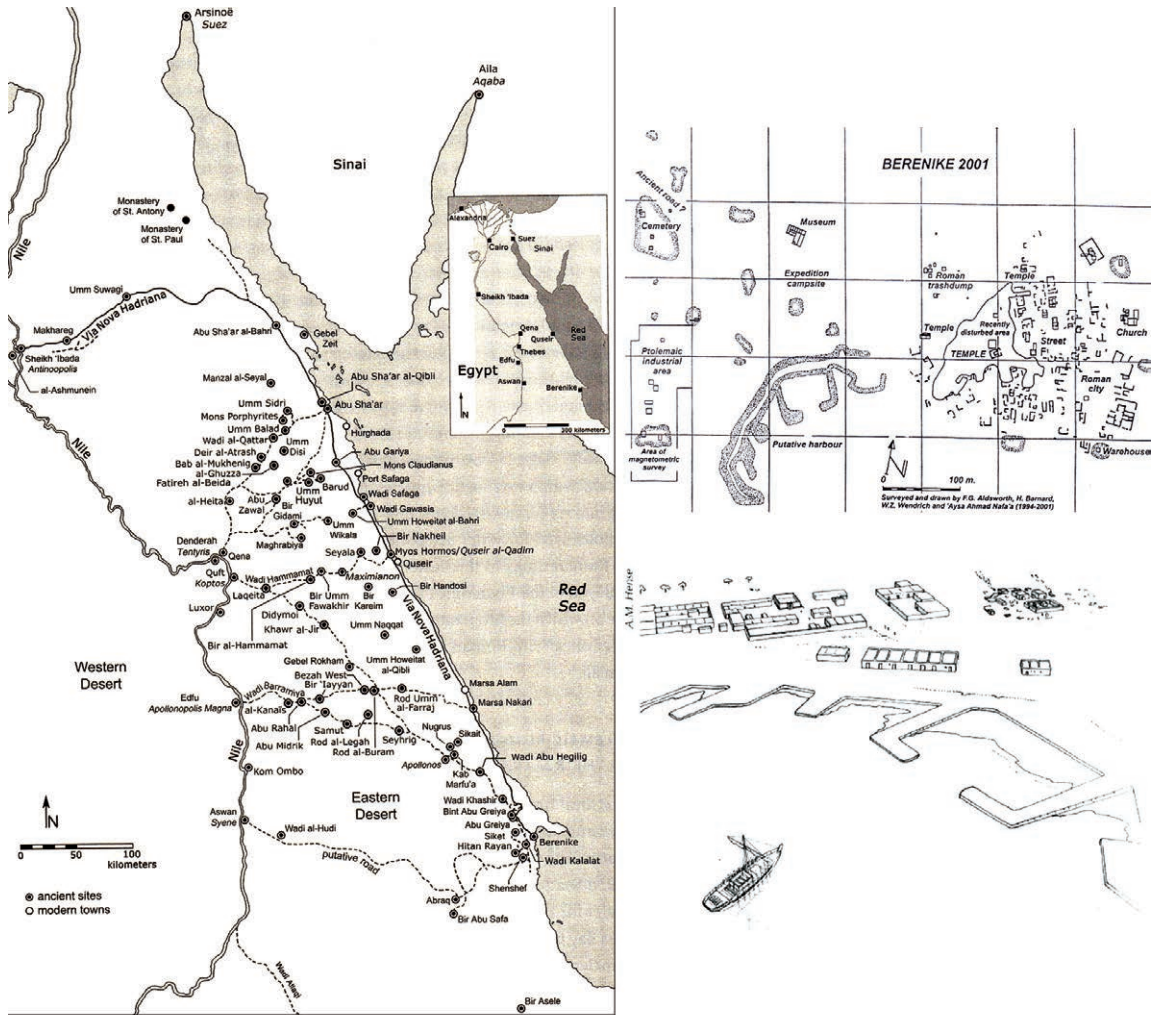 Arsinoë
Suez
Aila
Aqaba
Sinai
Monastery
of St. Antony
Monastery
of St. Paul
Nile
Umm Suwagi
Via Nova Hadriana
Makhareg
Abu Sha'ar al-Bahri
Gebel
Zeit
Sheikh 'Ibada
Antinoopolis
al-Ashmunein
Manzal al-Seyal
Abu Sha'ar al-Qibli
Umm Sidri
Abu Sha'ar
Mons Porphyrites
Umm Balad
Hurghada
Wadi al-Qattar
Umm
Disi
Deir al-Atrash
Abu Gariya
Bab al-Mukhenig
Mons Claudianus
al-Ghuzza
Port Safaga
Fatireh al-Beida
Barud
Umm
Huyut
Nile
al-Heita
Abu
Zawal
Wadi Safaga
Bir
Gidami
Wadi Gawasis
Umm
Wikala
Umm Howeitat al-Bahri
Maghrabiya
Bir Nakheil
Denderah
Tentyris
Seyala
Myos Hormos/Quseir al-Qadim
Qena
Quseir
Quft
Koptos
Wadi Hammamat
Maximianon
Laqeita
Bir Umm
Fawakhir
Bir
Kareim
Bir Handosi
Red
Sea
Luxor
Didymoi
Khawr al-Jir
Umm Naqqat
Via Nova Hadriana
Bir al-Hammamat
Western
Desert
Gebel Rokham
Umm Howeitat
al-Qibli
Bezah West
Bir 'Iayyan
Marsa Alam
Edfu
Apollonopolis Magna
Wadi Barramiya
al-Kanaïs
Rod Umm
al-Farraj
Marsa Nakari
Abu Rahal
Samut
Nugrus
Sikait
Abu Midrik
Rod al-Legah
Seyhrig
Rod al-Buram
Wadi Abu Hegilig
Nile
Apollonos
Kab
Marfu'a
Kom Ombo
Eastern
Desert
Wadi Khashir
Bint Abu Greiya
N
Aswan
Syene
Abu Greiya
Wadi al-Hudi
Siket
Berenike
Hitan Rayan
putative road
Wadi Kalalat
0 50 100
kilometers
Shenshef
ancient sites
modern towns
Abraq
Bir Abu Safa
Wadi Allaqi
Bir Asele
Alexandria
Suez
Cairo
Sinai
Sheikh 'Ibada
Qena
Red
Sea
Quseir
Thebes
Edfu
Egypt
Aswan
Berenike
N
0 200 kilometers
BERENIKE 2001
Ancient road ?
Cemetery
Museum
Expedition
campsite
Roman
trashdump
Temple
Temple
Recently
disturbed area
Church
Street
Ptolemaic
industrial
area
TEMPLE
Roman
city
Putative harbour
Area of
magnetometric
survey
Warehouse
N
0 100 m.
Surveyed and drawn by F.G. Aldsworth, H. Barnard,
W.Z. Wendrich and 'Aysa Ahmad Nafa'a (1994-2001)
A.M. Hense